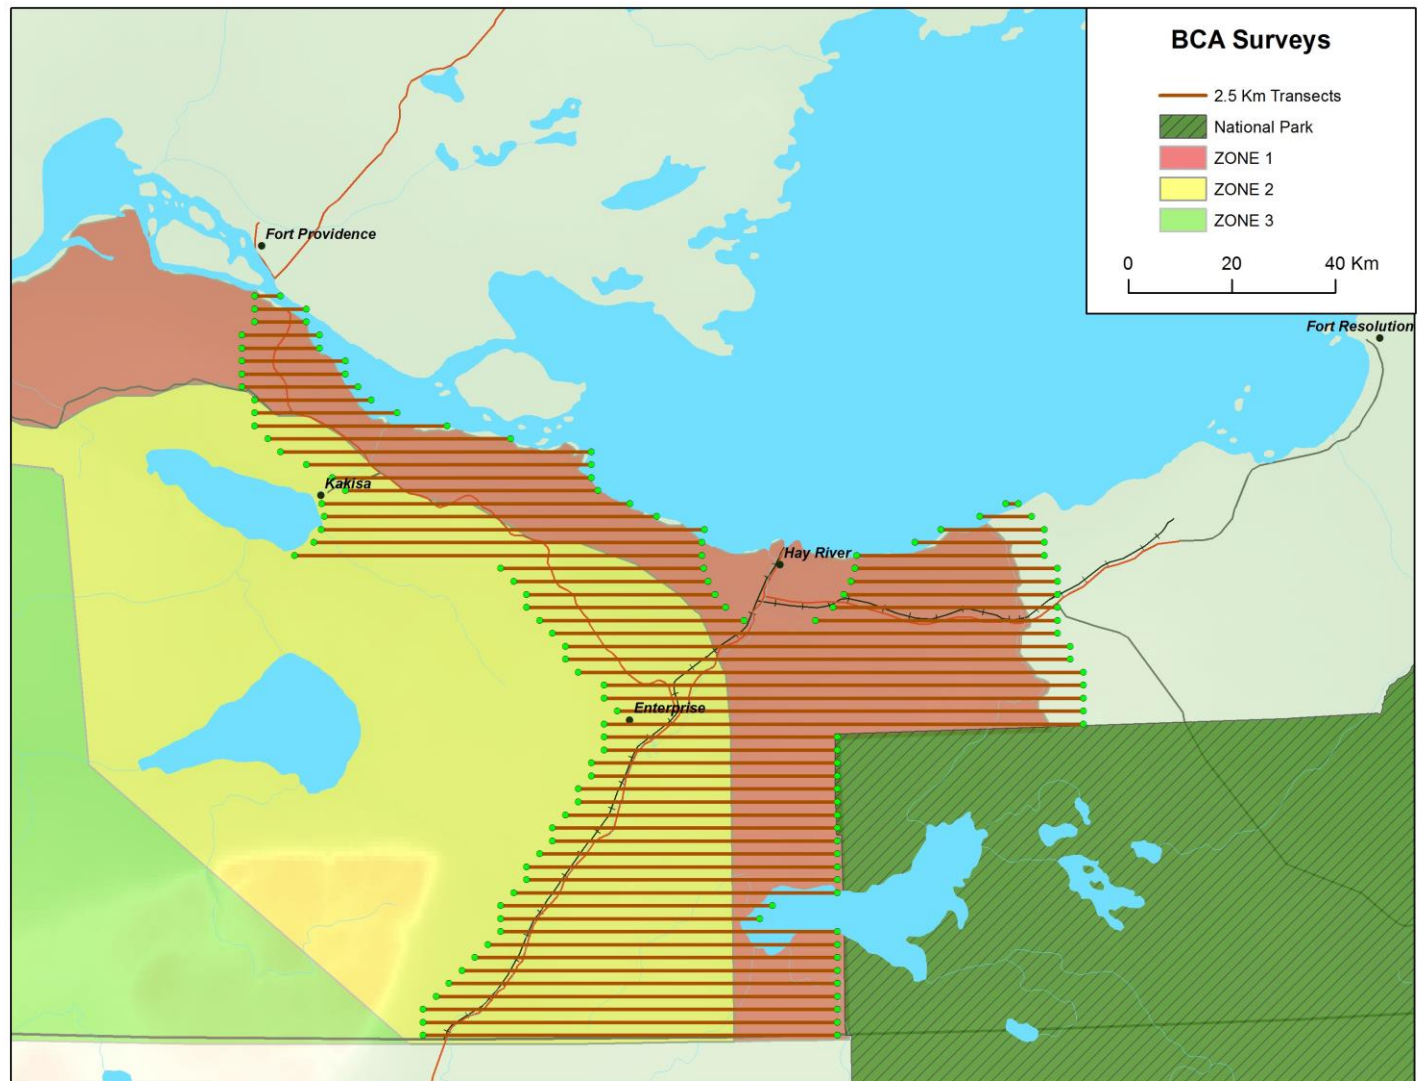 BCA Surveys
2.5 Km Transects
National Park
ZONE 1
ZONE 2
ZONE 3
0 20 40 Km
Fort Providence
Fort Resolution
Kakisa
Hay River
Enterprise